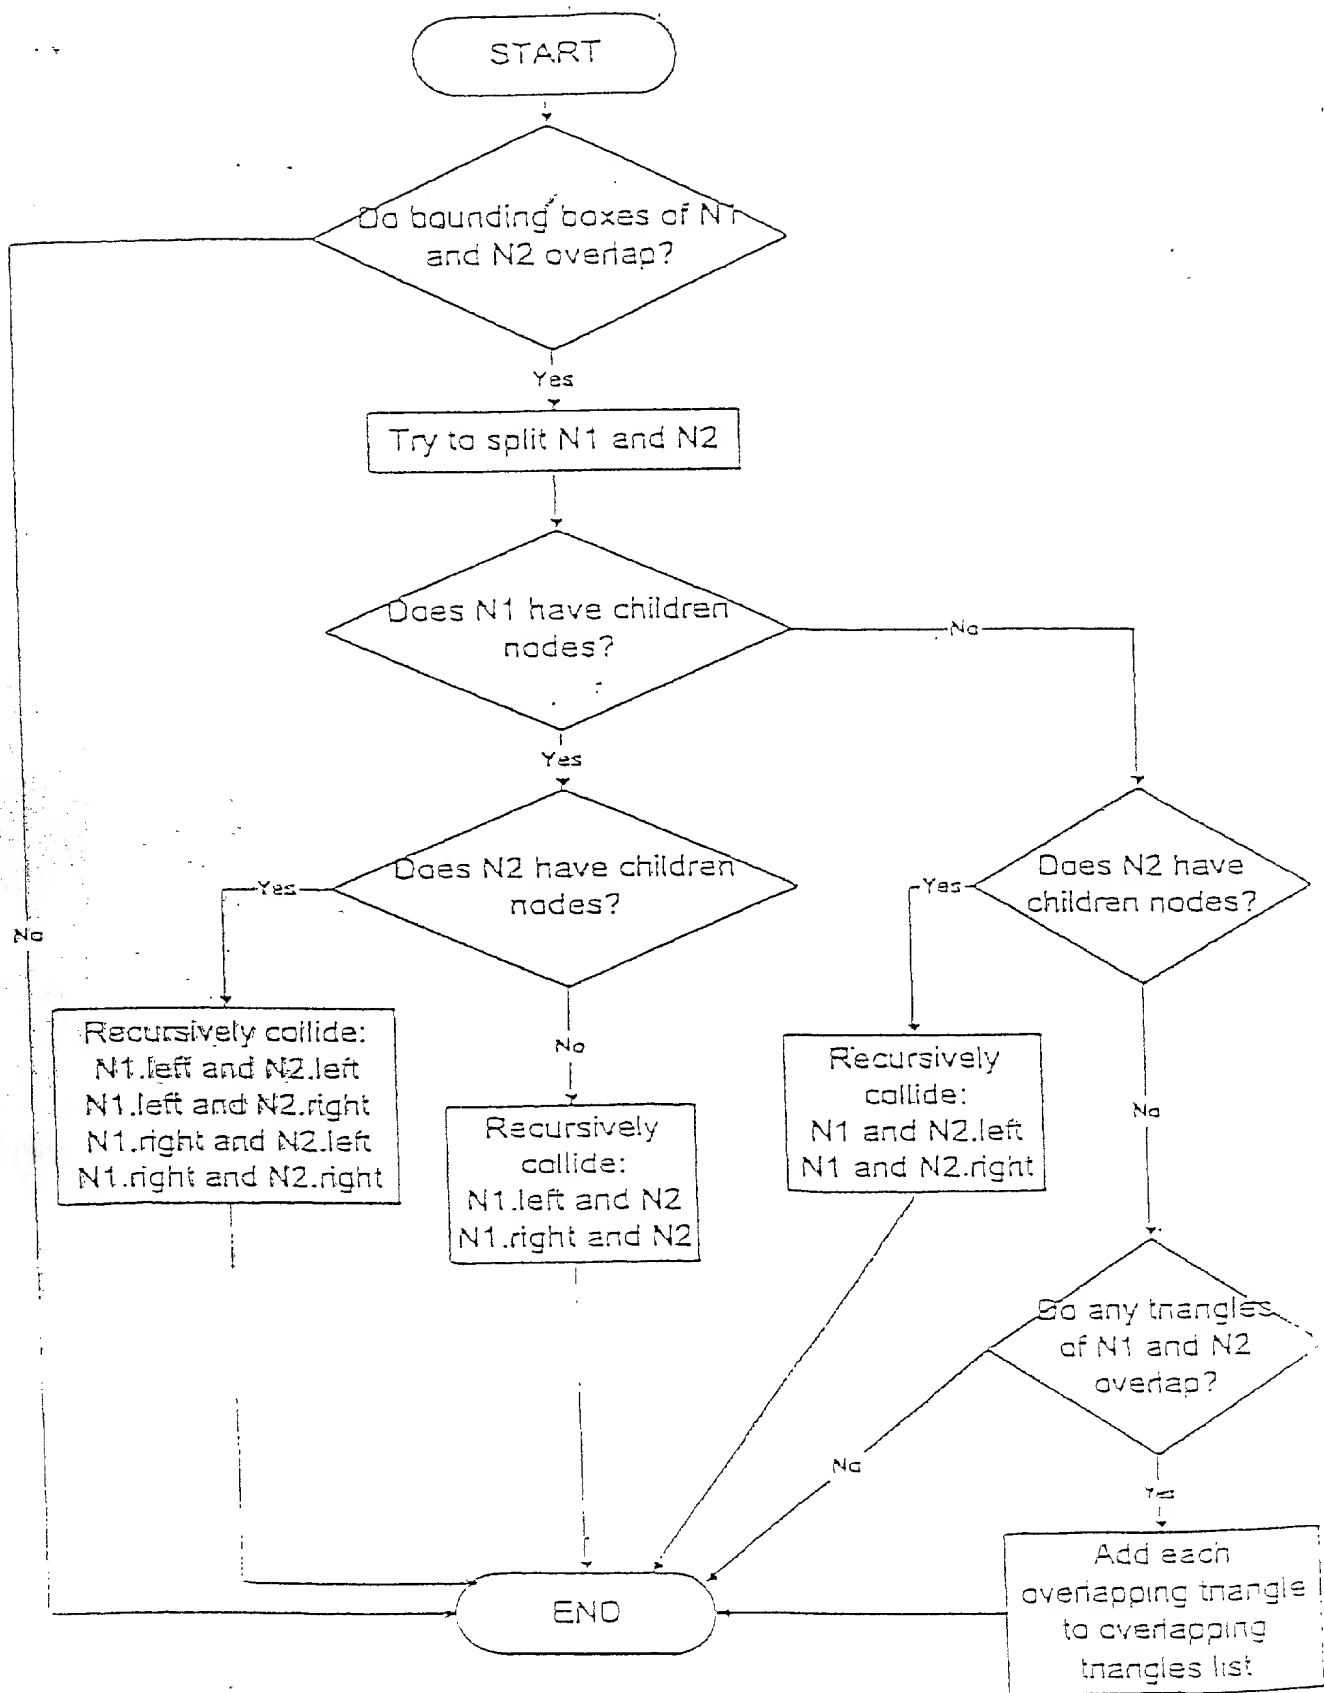 START
Do bounding boxes of N1
and N2 overlap?
Yes
Try to split N1 and N2
Does N1 have children
nodes?
No
Yes
Does N2 have children
nodes?
Yes
Does N2 have
children nodes?
Yes
No
Recursively collide:
N1.left and N2.left
N1.left and N2.right
N1.right and N2.left
N1.right and N2.right
No
Recursively
collide:
N1.left and N2
N1.right and N2
Recursively
collide:
N1 and N2.left
N1 and N2.right
No
Do any triangles
of N1 and N2
overlap?
No
Yes
Add each
overlapping triangle
to overlapping
triangles list
END